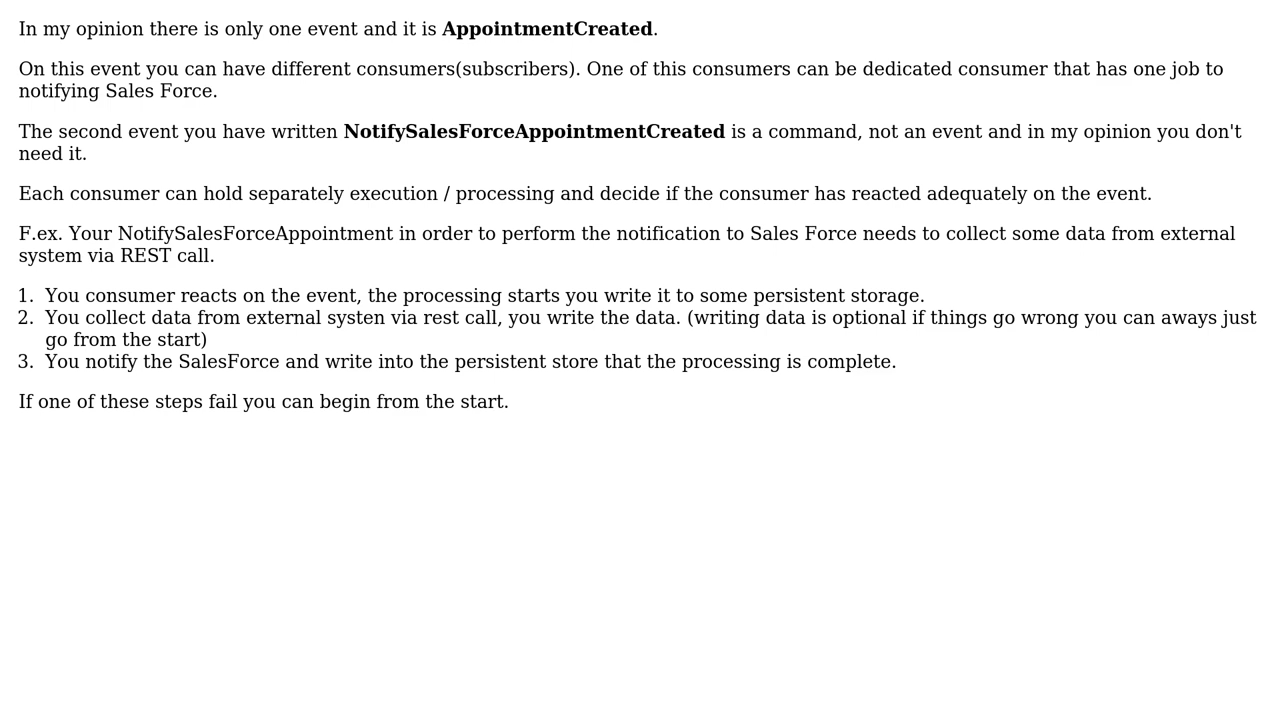 In my opinion there is only one event and it is AppointmentCreated.
On this event you can have different consumers(subscribers). One of this consumers can be dedicated consumer that has one job to
notifying Sales Force.
The second event you have written NotifySalesForceAppointmentCreated is a command, not an event and in my opinion you don't
need it.
Each consumer can hold separately execution / processing and decide if the consumer has reacted adequately on the event.
F.ex. Your NotifySalesForceAppointment in order to perform the notification to Sales Force needs to collect some data from external
system via REST call.
1. You consumer reacts on the event, the processing starts you write it to some persistent storage.
2. You collect data from external systen via rest call, you write the data. (writing data is optional if things go wrong you can aways just
go from the start)
3. You notify the SalesForce and write into the persistent store that the processing is complete.
If one of these steps fail you can begin from the start.